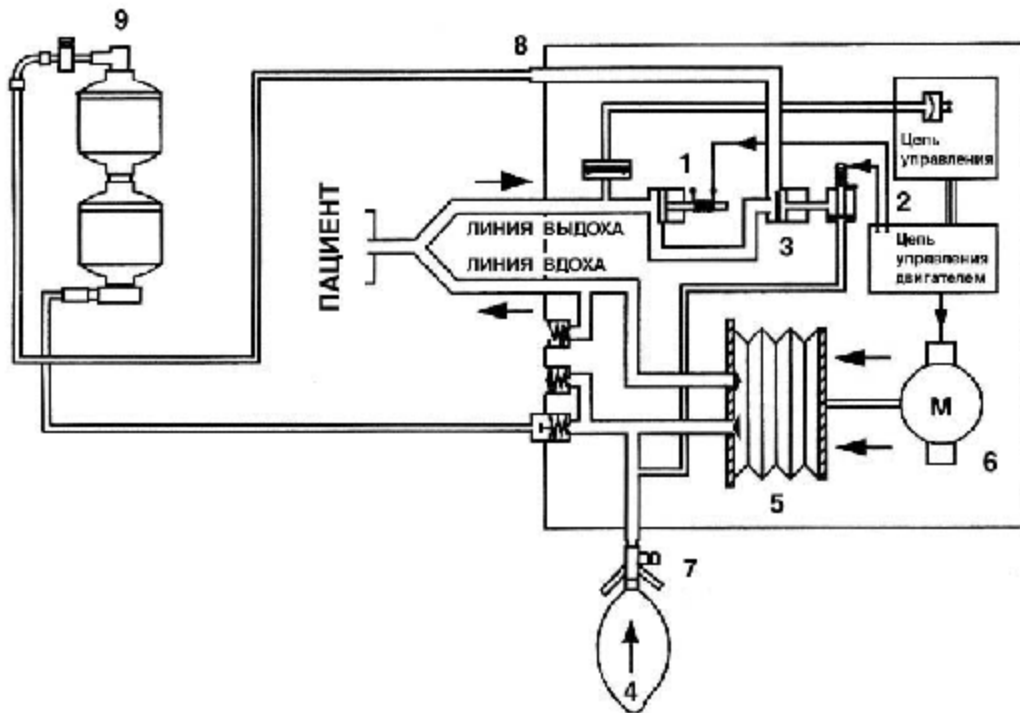 9
8
Цепь
управления
1
2
ПАЦИЕНТ
ЛИНИЯ ВЫДОХА
3
Цепь
управления
двигателем
ЛИНИЯ ВДОХА
М
6
5
7
4